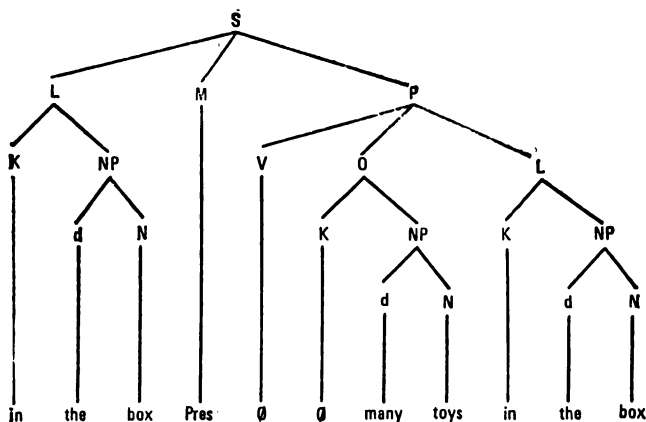 S
L M P
K NP V O L
d N K NP K NP
d N d N
in the box Pres Ø Ø many toys in the box